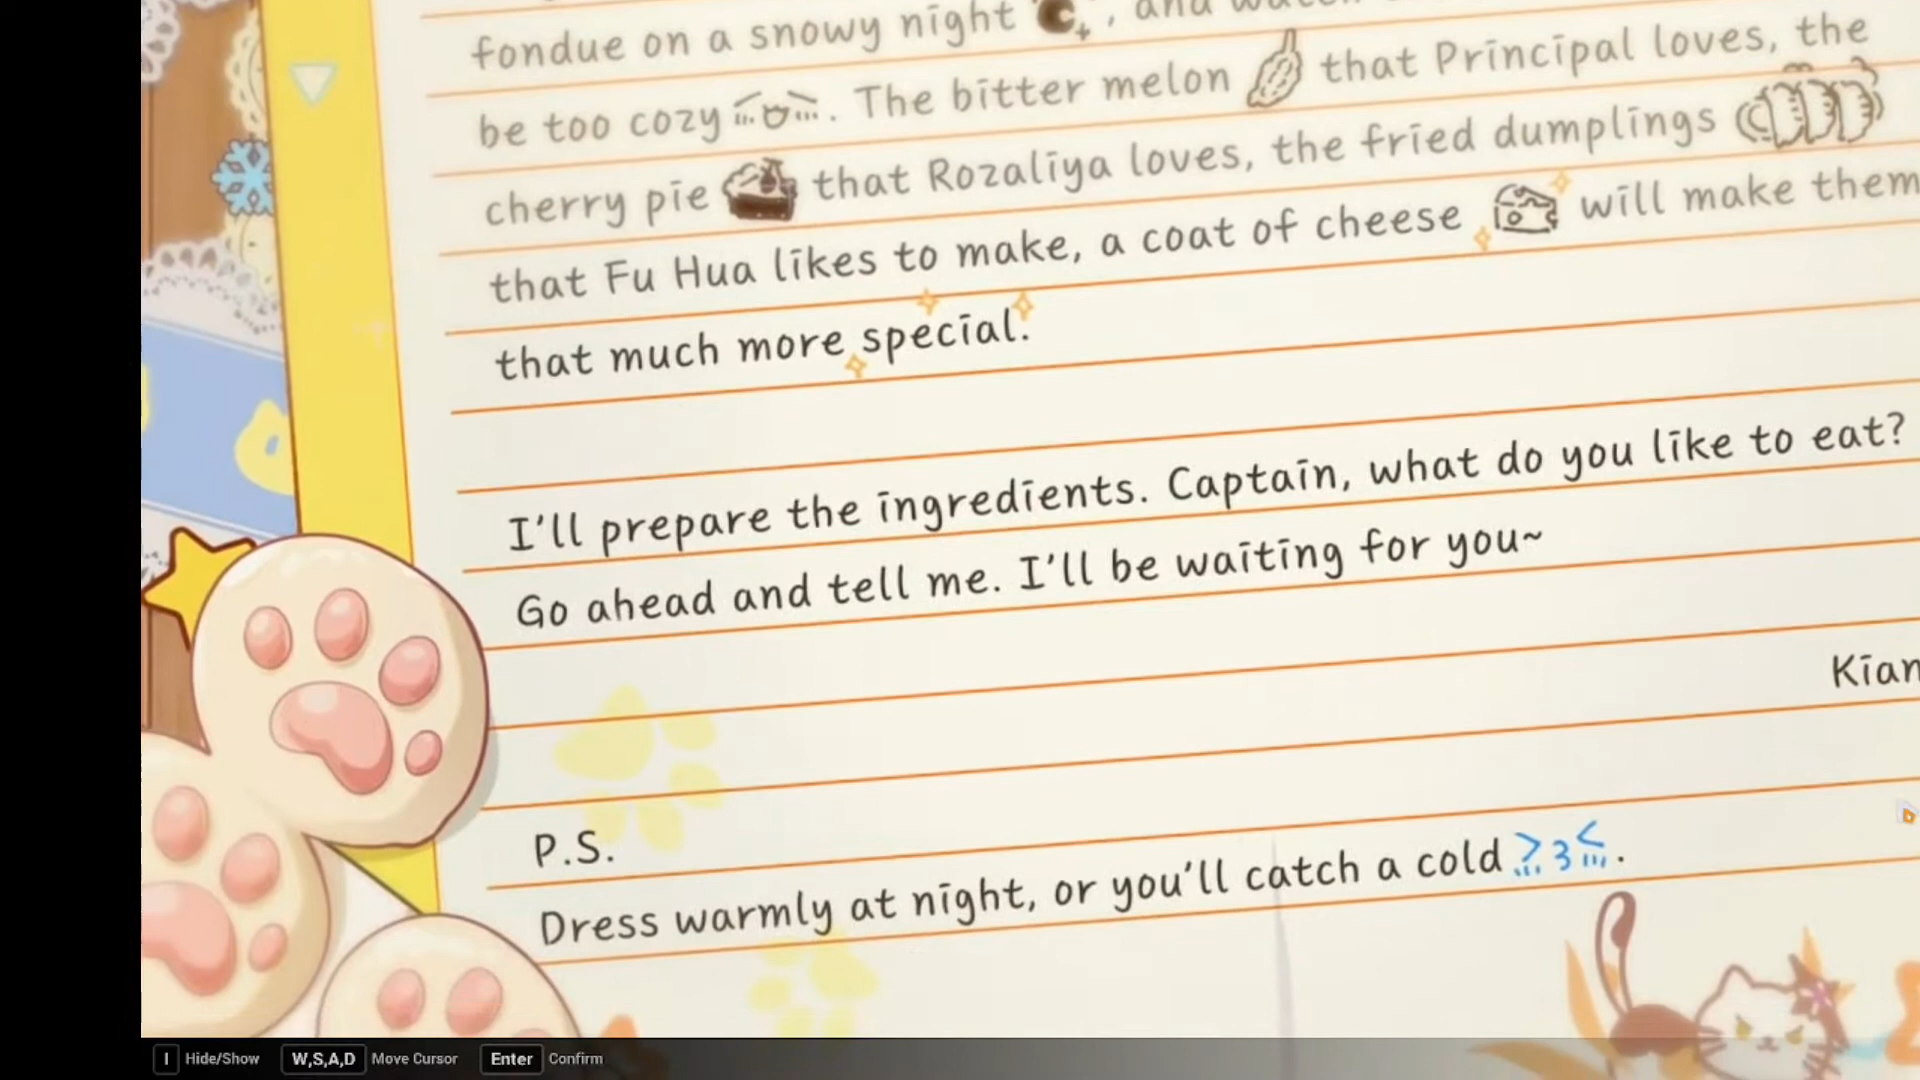 fondue on a snowy night, and
be too cozy. The bitter melon that Principal loves, the
cherry pie that Rozaliya loves, the fried dumplings
that Fu Hua likes to make, a coat of cheese will make them
that much more special.
I'll prepare the ingredients. Captain, what do you like to eat?
Go ahead and tell me. I'll be waiting for you~
Kian
P.S.
Dress warmly at night, or you'll catch a cold >3<.
I Hide/Show W,S,A,D Move Cursor Enter Confirm